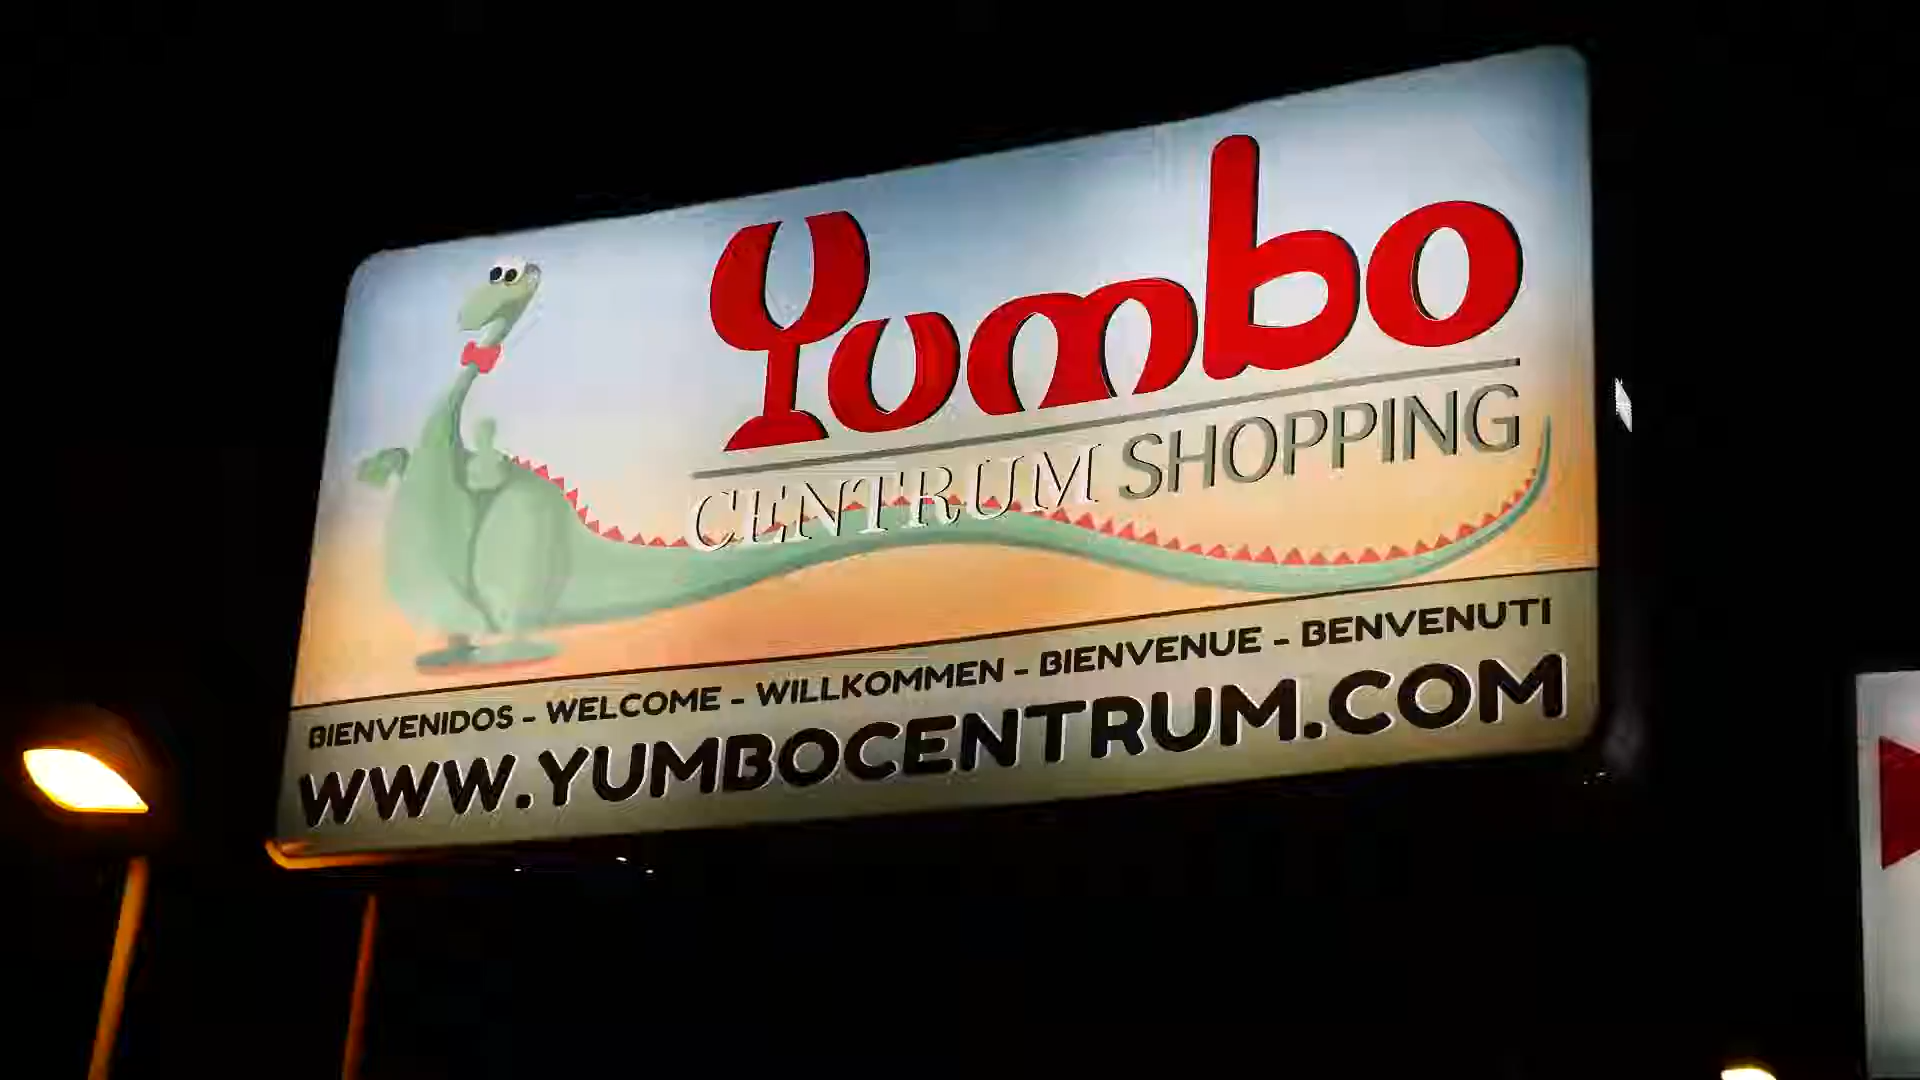 Yumbo
CENTRUM SHOPPING
BIENVENIDOS - WELCOME - WILLKOMMEN - BIENVENUE - BENVENUTI
WWW.YUMBOCENTRUM.COM